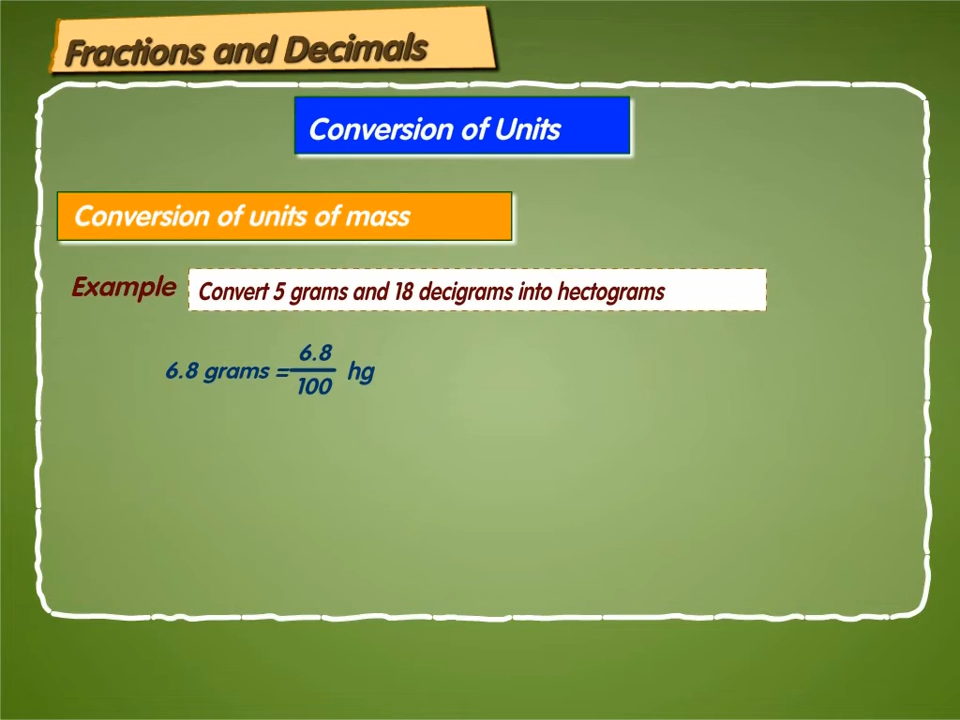 Fractions and Decimals
Conversion of Units
Conversion of units of mass
Example Convert 5 grams and 18 decigrams into hectograms
6.8 grams = 6.8/100 hg